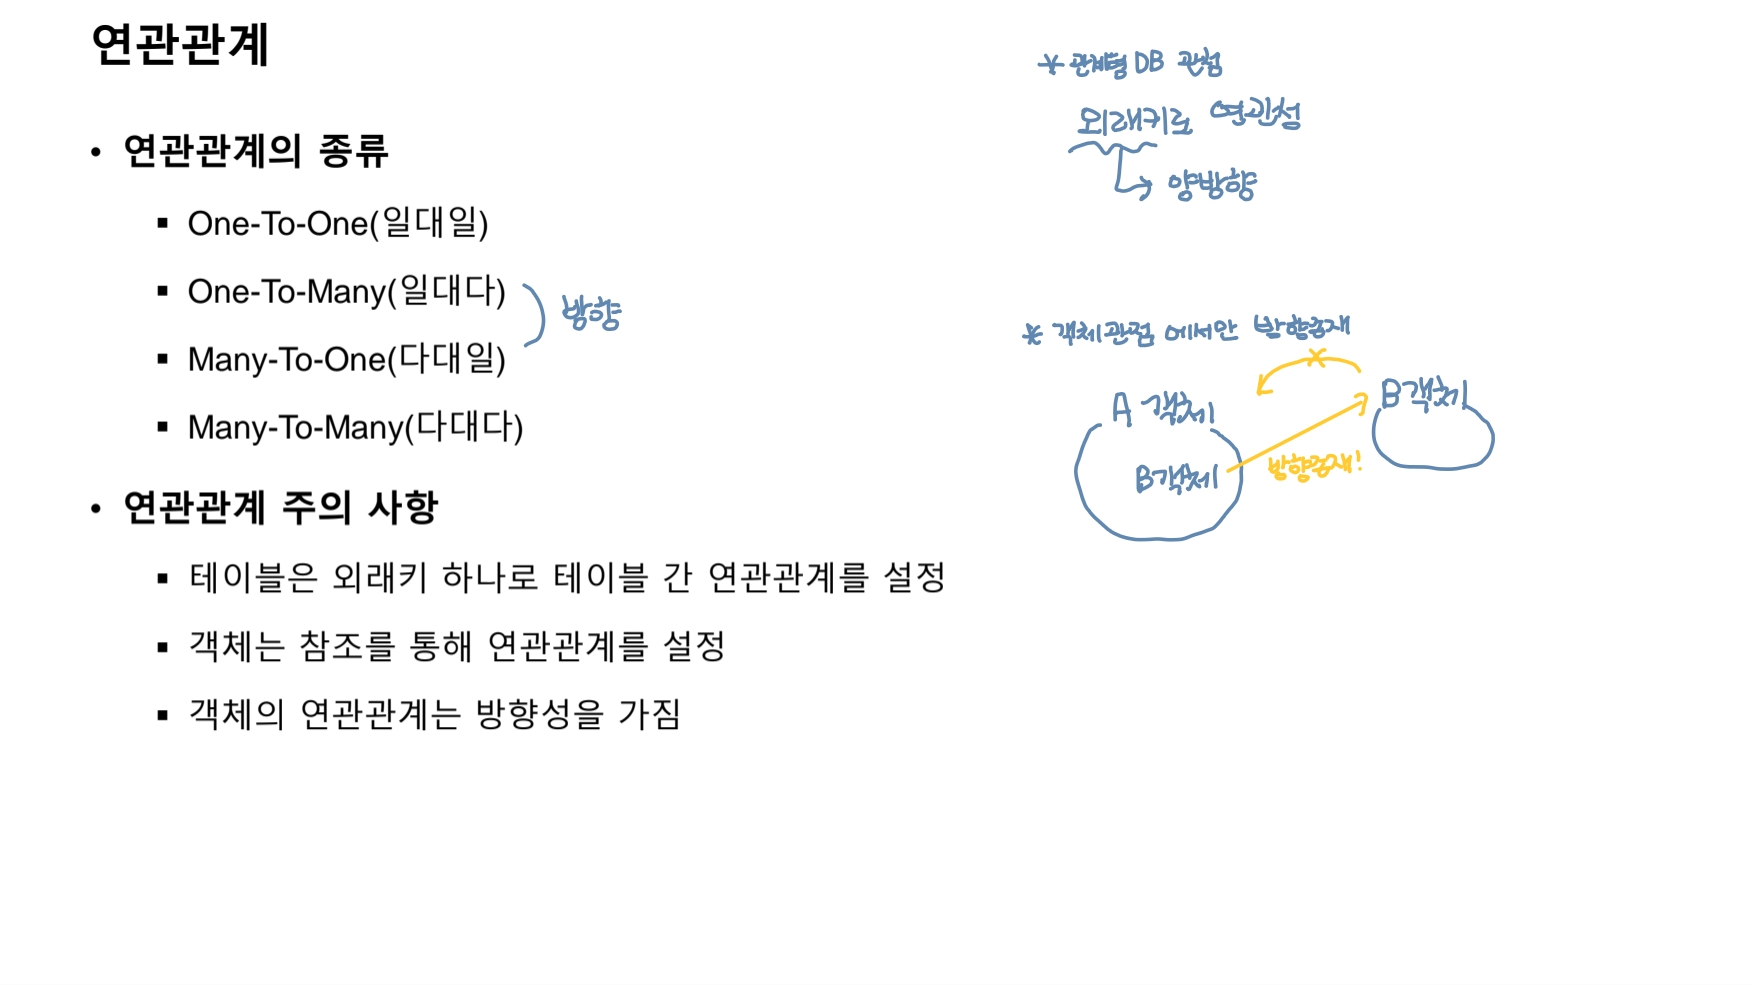 연관관계
• 연관관계의 종류
▪ One-To-One(일대일)
▪ One-To-Many(일대다)
▪ Many-To-One(다대일)
방향
▪ Many-To-Many(다대다)
• 연관관계 주의 사항
▪ 테이블은 외래키 하나로 테이블 간 연관관계를 설정
▪ 객체는 참조를 통해 연관관계를 설정
▪ 객체의 연관관계는 방향성을 가짐
* 관계형 DB 관점
외래키로 연관성
양방향
* 객체관점 에서만 방향존재
A 객체
B객체
B객체
방향존재!